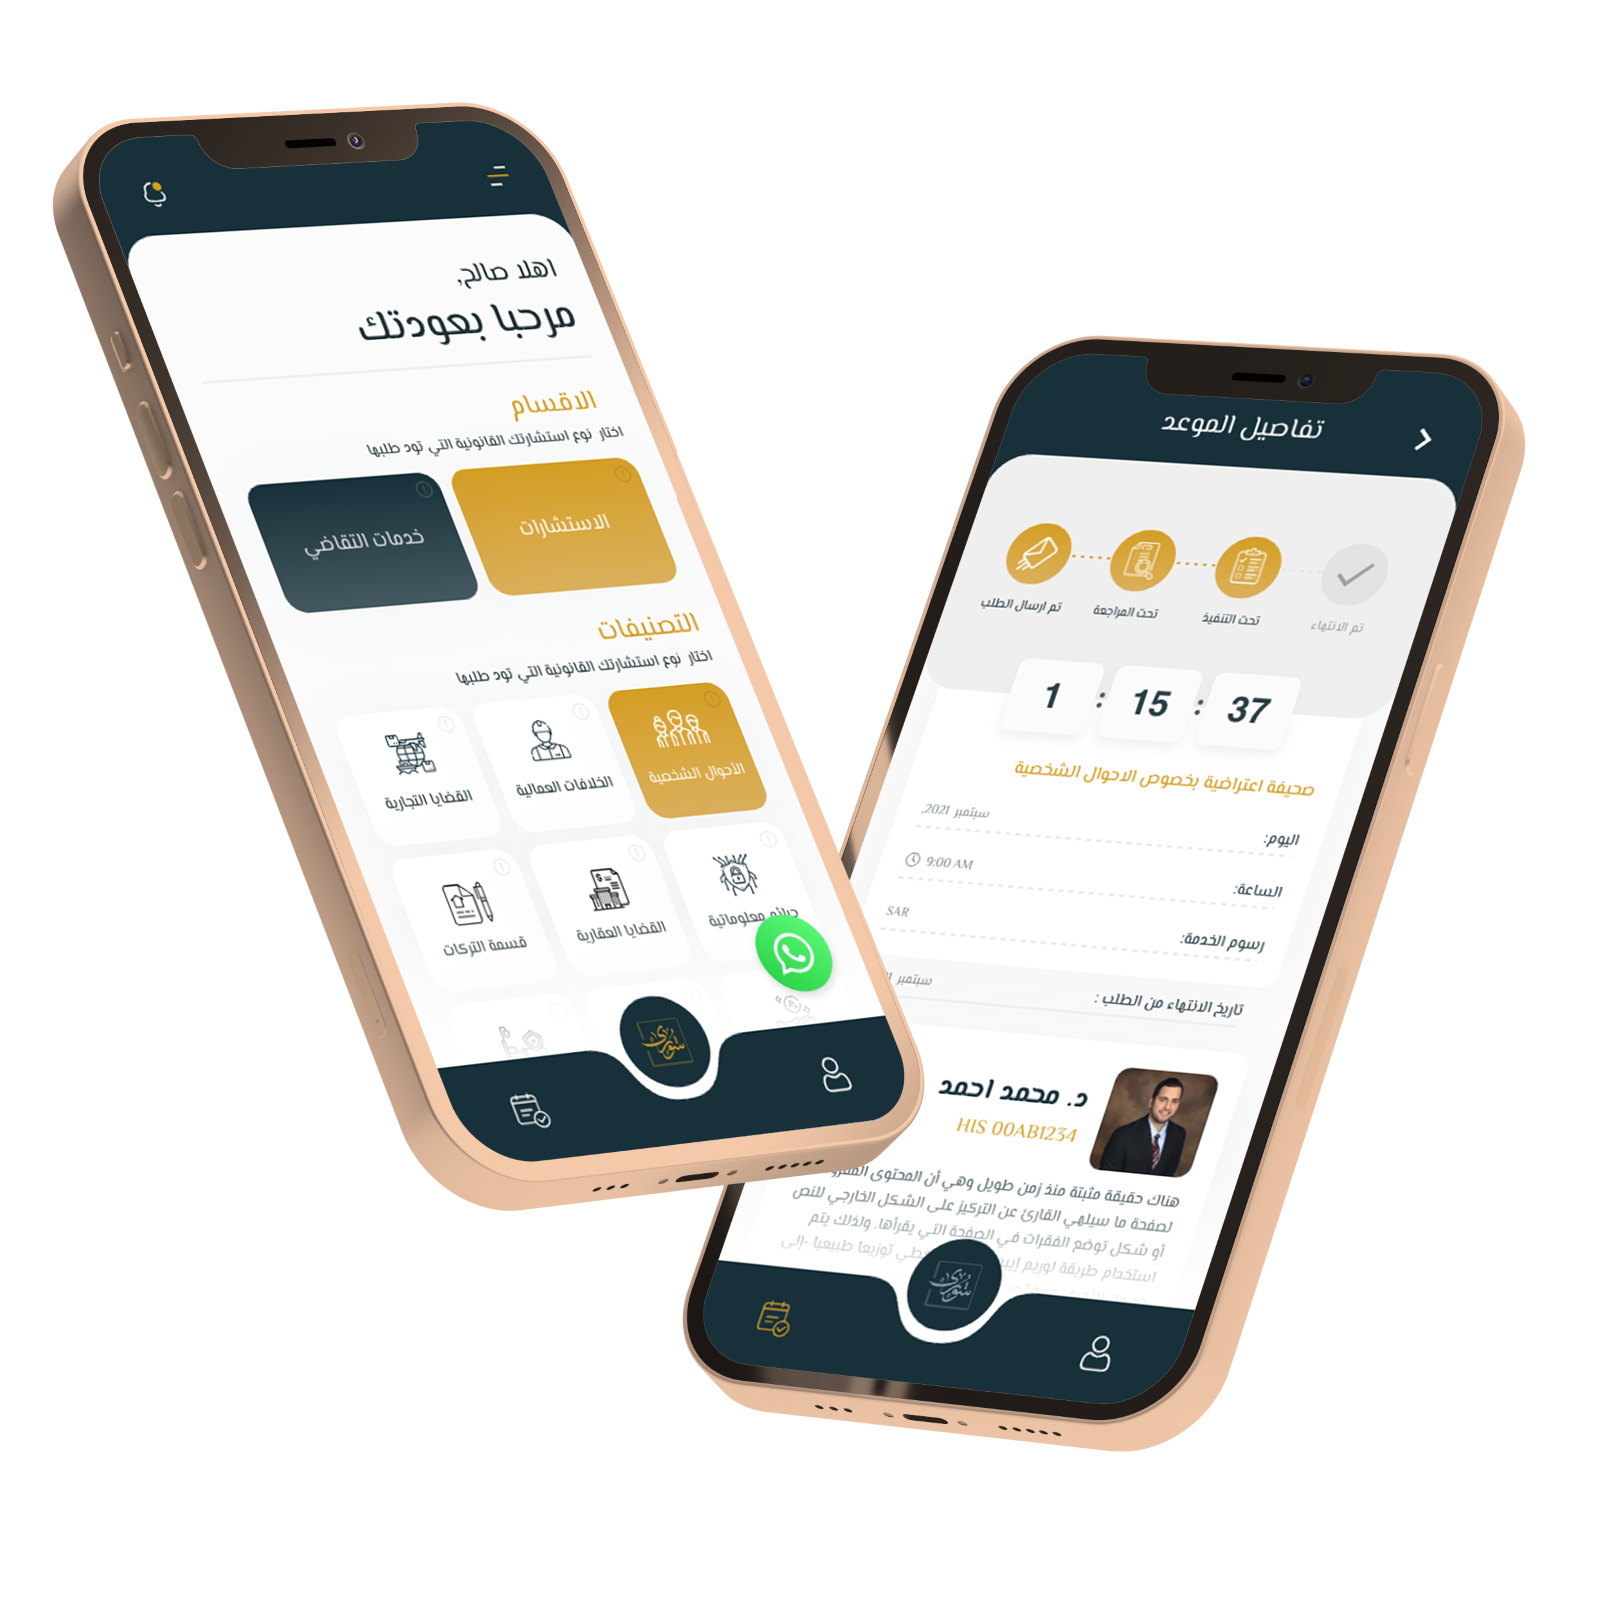 اهلا صالح,
مرحبا بعودتك
الاقسام
اختار نوع استشارتك القانونية التي تود طلبها
الاستشارات
خدمات التقاضي
التصنيفات
اختار نوع استشارتك القانونية التي تود طلبها
الأحوال الشخصية
الخلافات العمالية
القضايا التجارية
جرائم معلوماتية
القضايا العقارية
قسمة التركات
شورى
تفاصيل الموعد
تم ارسال الطلب
تحت المراجعة
تحت التنفيذ
تم الانتهاء
1 : 15 : 37
صحيفة اعتراضية بخصوص الاحوال الشخصية
اليوم: سبتمبر 2021,
الساعة: 9:00 AM
رسوم الخدمة: SAR
تاريخ الانتهاء من الطلب : سبتمبر
د. محمد احمد
HIS 00AB1234
هناك حقيقة مثبتة منذ زمن طويل وهي أن المحتوى
لصفحة ما سيلهي القارئ عن التركيز على الشكل الخارجي للنص
أو شكل توضع الفقرات في الصفحة التي يقرأها. ولذلك يتم
استخدام طريقة لوريم توزيعا طبيعيا -إلى
شورى